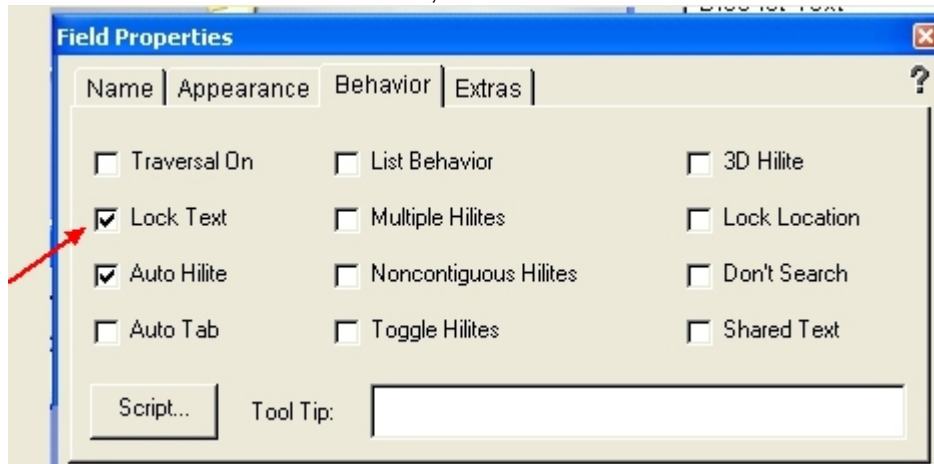 Field Properties
Name Appearance Behavior Extras ?
Traversal On List Behavior 3D Hilite
Lock Text Multiple Hilites Lock Location
Auto Hilite Noncontiguous Hilites Don't Search
Auto Tab Toggle Hilites Shared Text
Script... Tool Tip: